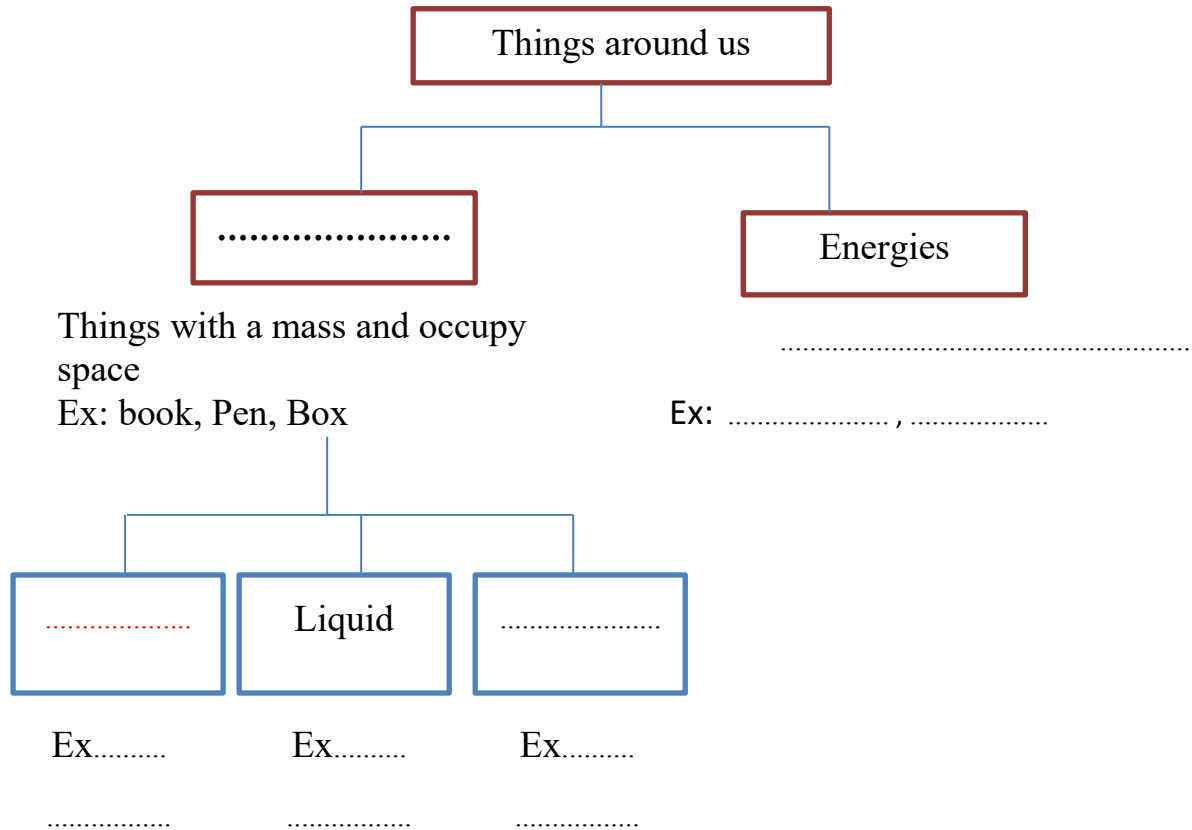 Things around us
......................
Energies
Things with a mass and occupy
space
Ex: book, Pen, Box
........................................................
Ex: ...................... , ...................
....................
Liquid
......................
Ex..........
Ex..........
Ex..........
.................
.................
.................